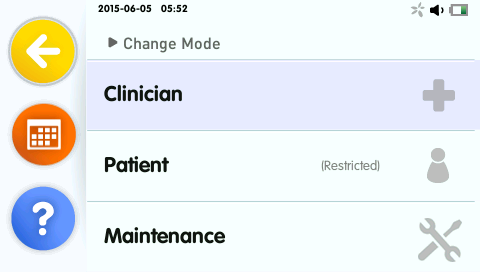 2015-06-05 05:52
Change Mode
Clinician
Patient (Restricted)
Maintenance
?